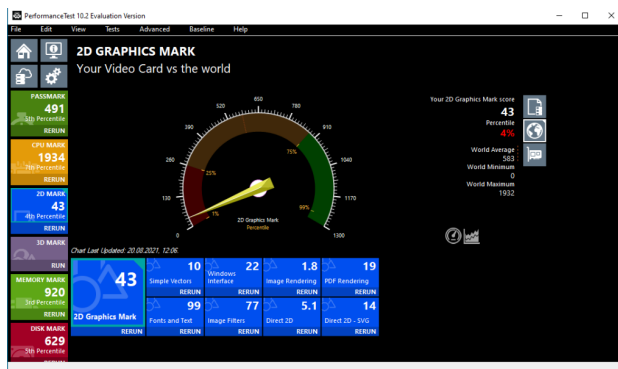 PerformanceTest 10.2 Evaluation Version
File Edit View Tests Advanced Baseline Help
2D GRAPHICS MARK
Your Video Card vs the world
PASSMARK
491
5th Percentile
RERUN
CPU MARK
1934
7th Percentile
RERUN
2D MARK
43
4th Percentile
RERUN
3D MARK
RUN
MEMORY MARK
920
3rd Percentile
RERUN
DISK MARK
629
5th Percentile
RERUN
0
130
260
390
520
650
780
910
1040
1170
1300
1%
25%
75%
99%
2D Graphics Mark
Percentile
Your 2D Graphics Mark score
43
Percentile
4%
World Average
583
World Minimum
0
World Maximum
1932
Chart Last Updated: 20.08.2021, 12:06.
43
2D Graphics Mark
RERUN
10
Simple Vectors
RERUN
22
Windows
Interface
RERUN
1.8
Image Rendering
RERUN
19
PDF Rendering
RERUN
99
Fonts and Text
RERUN
77
Image Filters
RERUN
5.1
Direct 2D
RERUN
14
Direct 2D - SVG
RERUN